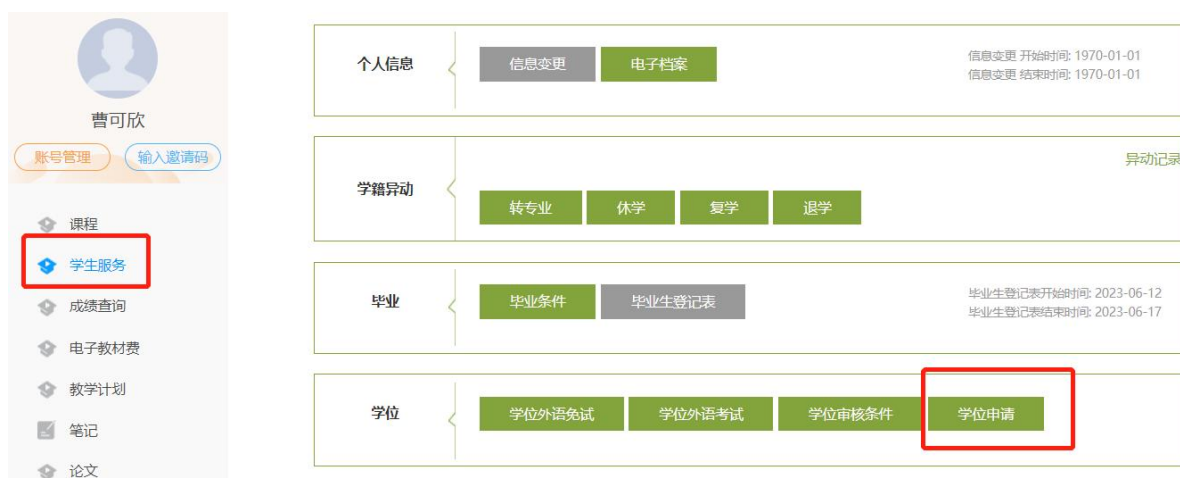 曹可欣
账号管理 输入邀请码
课程
学生服务
成绩查询
电子教材费
教学计划
笔记
论文
个人信息 信息变更 电子档案
信息变更 开始时间: 1970-01-01
信息变更 结束时间: 1970-01-01
异动记录
学籍异动 转专业 休学 复学 退学
毕业 毕业条件 毕业生登记表
毕业生登记表开始时间: 2023-06-12
毕业生登记表结束时间: 2023-06-17
学位 学位外语免试 学位外语考试 学位审核条件 学位申请